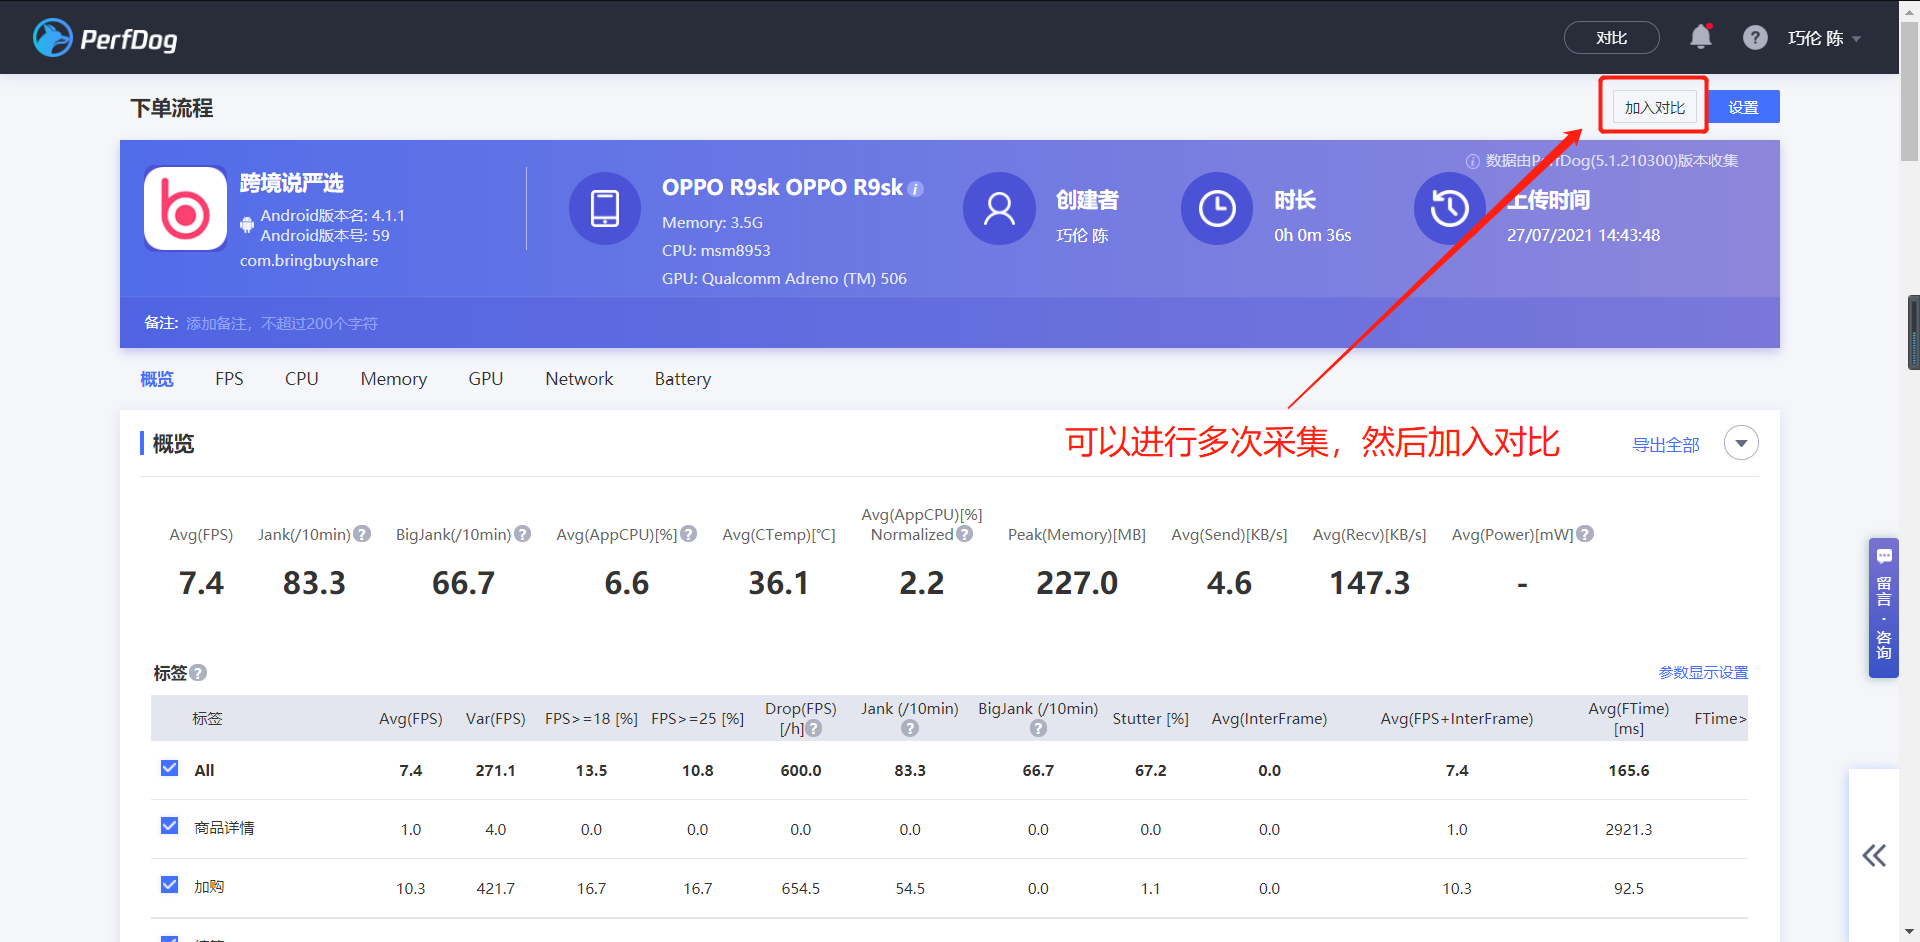 PerfDog
对比
?
巧伦 陈
下单流程
加入对比
设置
数据由PerfDog(5.1.210300)版本收集
跨境说严选
Android版本名: 4.1.1
Android版本号: 59
com.bringbuyshare
OPPO R9sk OPPO R9sk
Memory: 3.5G
CPU: msm8953
GPU: Qualcomm Adreno (TM) 506
创建者
巧伦 陈
时长
0h 0m 36s
上传时间
27/07/2021 14:43:48
备注: 添加备注，不超过200个字符
概览 FPS CPU Memory GPU Network Battery
概览
可以进行多次采集，然后加入对比
导出全部
Avg(FPS)
7.4
Jank(/10min)?
83.3
BigJank(/10min)?
66.7
Avg(AppCPU)[%]?
6.6
Avg(CTemp)[°C]
36.1
Avg(AppCPU)[%]
Normalized?
2.2
Peak(Memory)[MB]
227.0
Avg(Send)[KB/s]
4.6
Avg(Recv)[KB/s]
147.3
Avg(Power)[mW]?
-
标签?
参数显示设置
标签 Avg(FPS) Var(FPS) FPS>=18 [%] FPS>=25 [%] Drop(FPS) [/h]? Jank (/10min) ? BigJank (/10min) ? Stutter [%] Avg(InterFrame) Avg(FPS+InterFrame) Avg(FTime) [ms] FTime>
All 7.4 271.1 13.5 10.8 600.0 83.3 66.7 67.2 0.0 7.4 165.6
商品详情 1.0 4.0 0.0 0.0 0.0 0.0 0.0 0.0 0.0 1.0 2921.3
加购 10.3 421.7 16.7 16.7 654.5 54.5 0.0 1.1 0.0 10.3 92.5
留言·咨询